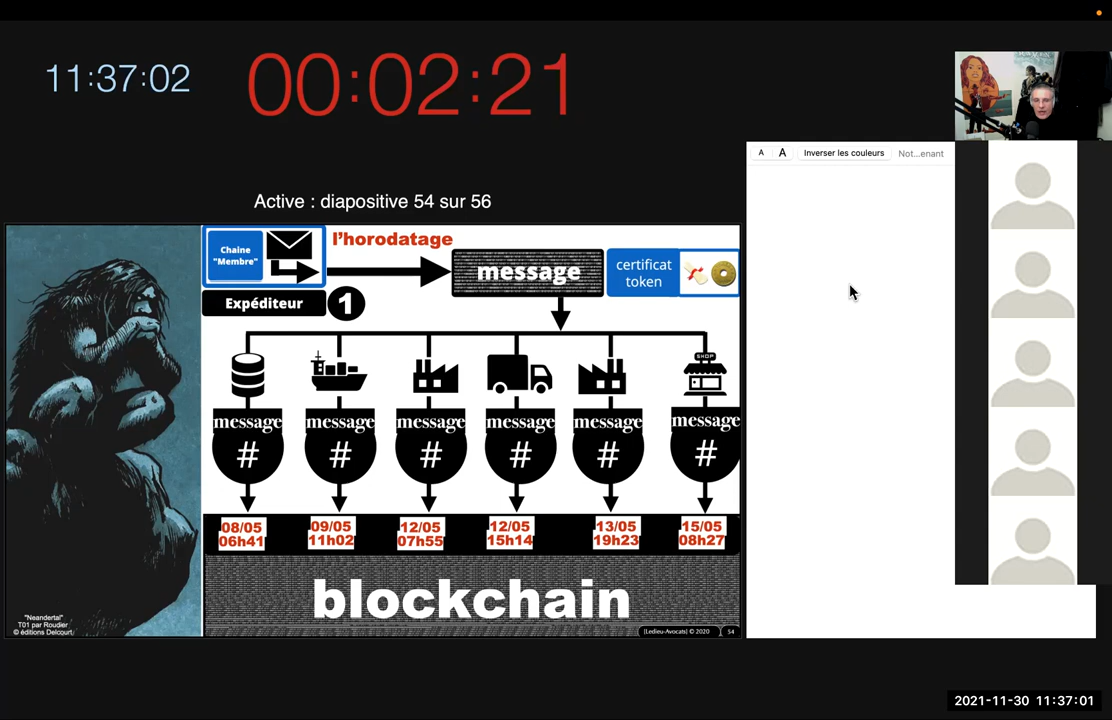 11:37:02
00:02:21
Active : diapositive 54 sur 56
A A Inverser les couleurs Not...enant
Chaine
"Membre"
l'horodatage
message
certificat
token
Expéditeur 1
SHOP
message message message message message message
# # # # # #
08/05 09/05 12/05 12/05 13/05 15/05
06h41 11h02 07h55 15h14 19h23 08h27
blockchain
"Neandertal"
T01 par Roudier
© éditions Delcourt
[Ledieu-Avocats] © 2020 54
2021-11-30 11:37:01